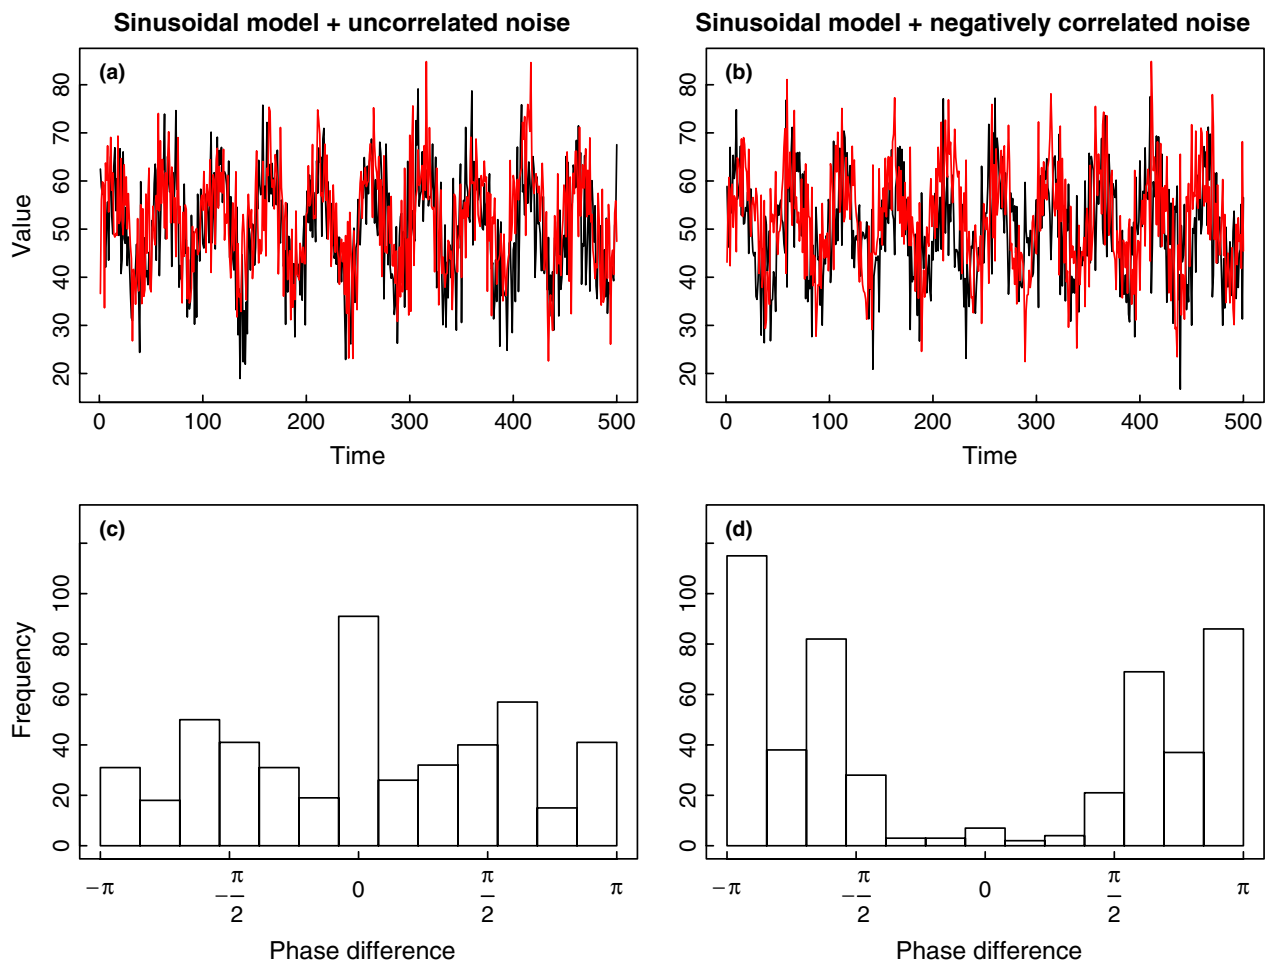 Sinusoidal model + uncorrelated noise
Sinusoidal model + negatively correlated noise
(a)
Value
20 30 40 50 60 70 80
0 100 200 300 400 500
Time
(b)
20 30 40 50 60 70 80
0 100 200 300 400 500
Time
(c)
Frequency
0 20 40 60 80 100
−π −π/2 0 π/2 π
Phase difference
(d)
0 20 40 60 80 100
−π −π/2 0 π/2 π
Phase difference